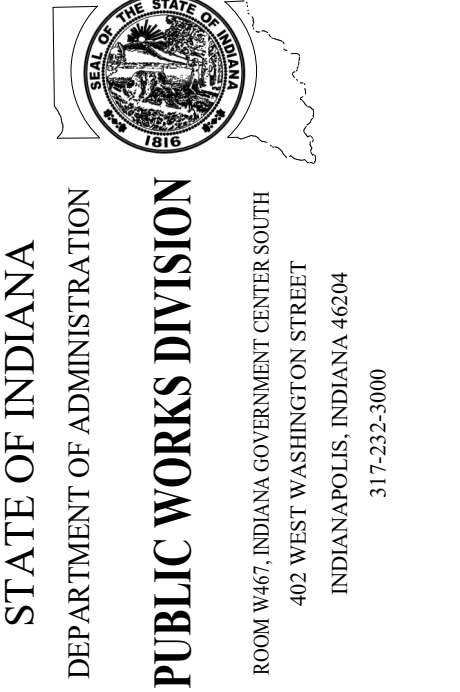 STATE OF INDIANA
DEPARTMENT OF ADMINISTRATION
PUBLIC WORKS DIVISION
ROOM W467, INDIANA GOVERNMENT CENTER SOUTH
402 WEST WASHINGTON STREET
INDIANAPOLIS, INDIANA 46204
317-232-3000
SEAL OF THE STATE OF INDIANA
1816